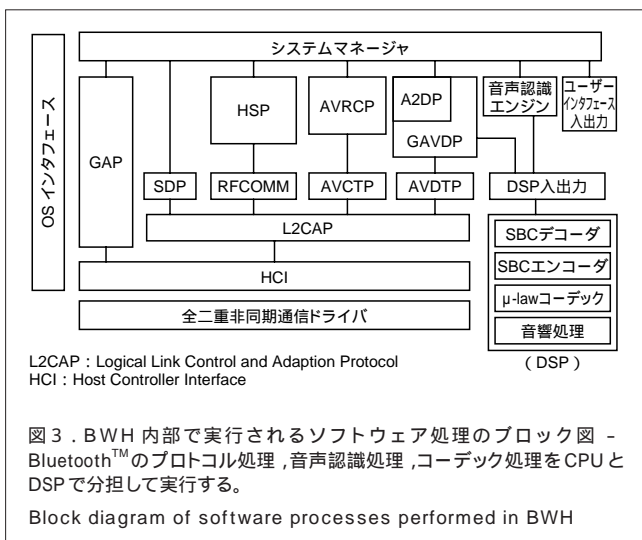 システムマネージャ
OS インタフェース
GAP
HSP
AVRCP
A2DP
GAVDP
音声認識
エンジン
ユーザー
インタフェース
入出力
SDP
RFCOMM
AVCTP
AVDTP
DSP入出力
L2CAP
HCI
全二重非同期通信ドライバ
SBCデコーダ
SBCエンコーダ
μ-lawコーデック
音響処理
（DSP）
L2CAP：Logical Link Control and Adaption Protocol
HCI：Host Controller Interface
図3．BWH 内部で実行されるソフトウェア処理のブロック図 −
Bluetooth™のプロトコル処理，音声認識処理，コーデック処理をCPUと
DSPで分担して実行する。
Block diagram of software processes performed in BWH